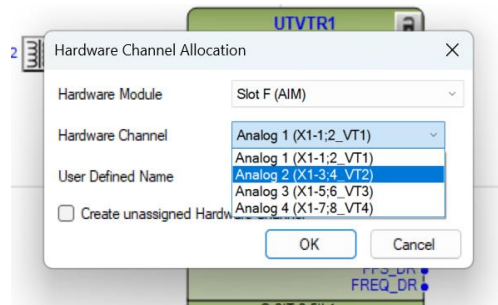 UTVTR1
2
Hardware Channel Allocation
Hardware Module
Slot F (AIM)
Hardware Channel
Analog 1 (X1-1;2_VT1)
Analog 1 (X1-1;2_VT1)
Analog 2 (X1-3;4_VT2)
User Defined Name
Analog 3 (X1-5;6_VT3)
Analog 4 (X1-7;8_VT4)
Create unassigned
OK
Cancel
FREQ_DR